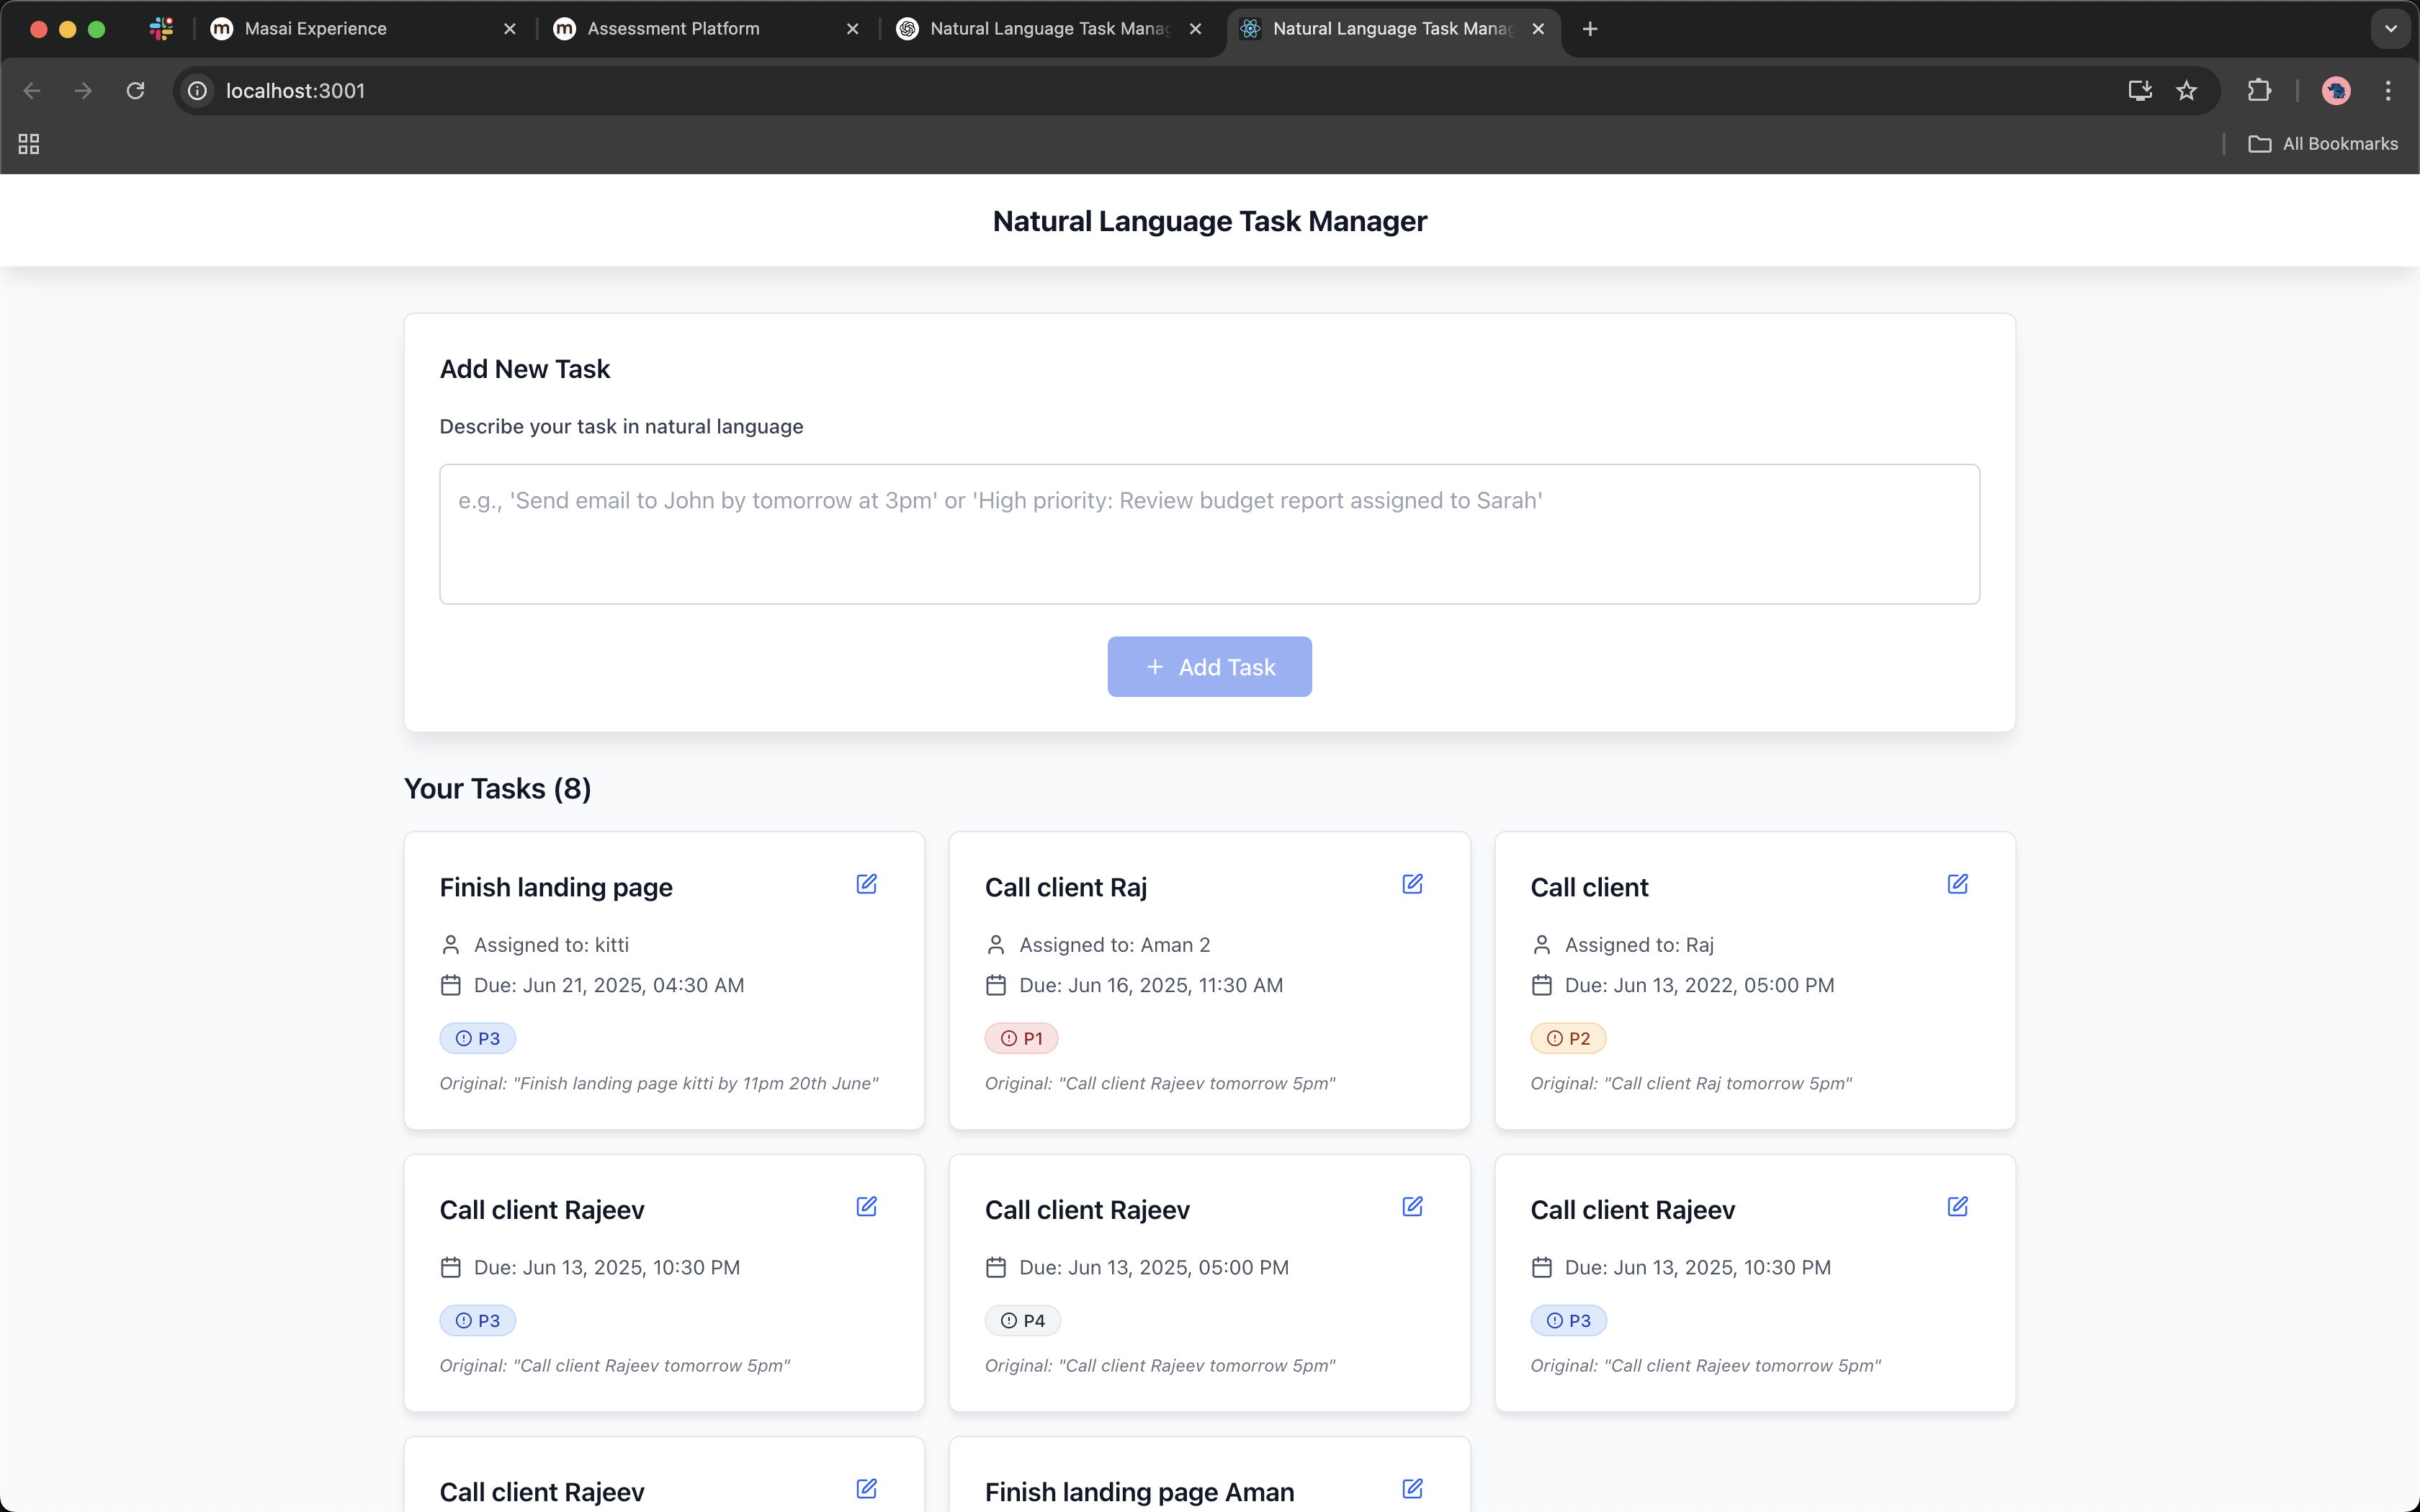 Masai Experience
Assessment Platform
Natural Language Task Manag
Natural Language Task Manag
localhost:3001
All Bookmarks
Natural Language Task Manager
Add New Task
Describe your task in natural language
e.g., 'Send email to John by tomorrow at 3pm' or 'High priority: Review budget report assigned to Sarah'
+ Add Task
Your Tasks (8)
Finish landing page
Assigned to: kitti
Due: Jun 21, 2025, 04:30 AM
P3
Original: "Finish landing page kitti by 11pm 20th June"
Call client Raj
Assigned to: Aman 2
Due: Jun 16, 2025, 11:30 AM
P1
Original: "Call client Rajeev tomorrow 5pm"
Call client
Assigned to: Raj
Due: Jun 13, 2022, 05:00 PM
P2
Original: "Call client Raj tomorrow 5pm"
Call client Rajeev
Due: Jun 13, 2025, 10:30 PM
P3
Original: "Call client Rajeev tomorrow 5pm"
Call client Rajeev
Due: Jun 13, 2025, 05:00 PM
P4
Original: "Call client Rajeev tomorrow 5pm"
Call client Rajeev
Due: Jun 13, 2025, 10:30 PM
P3
Original: "Call client Rajeev tomorrow 5pm"
Call client Rajeev
Finish landing page Aman